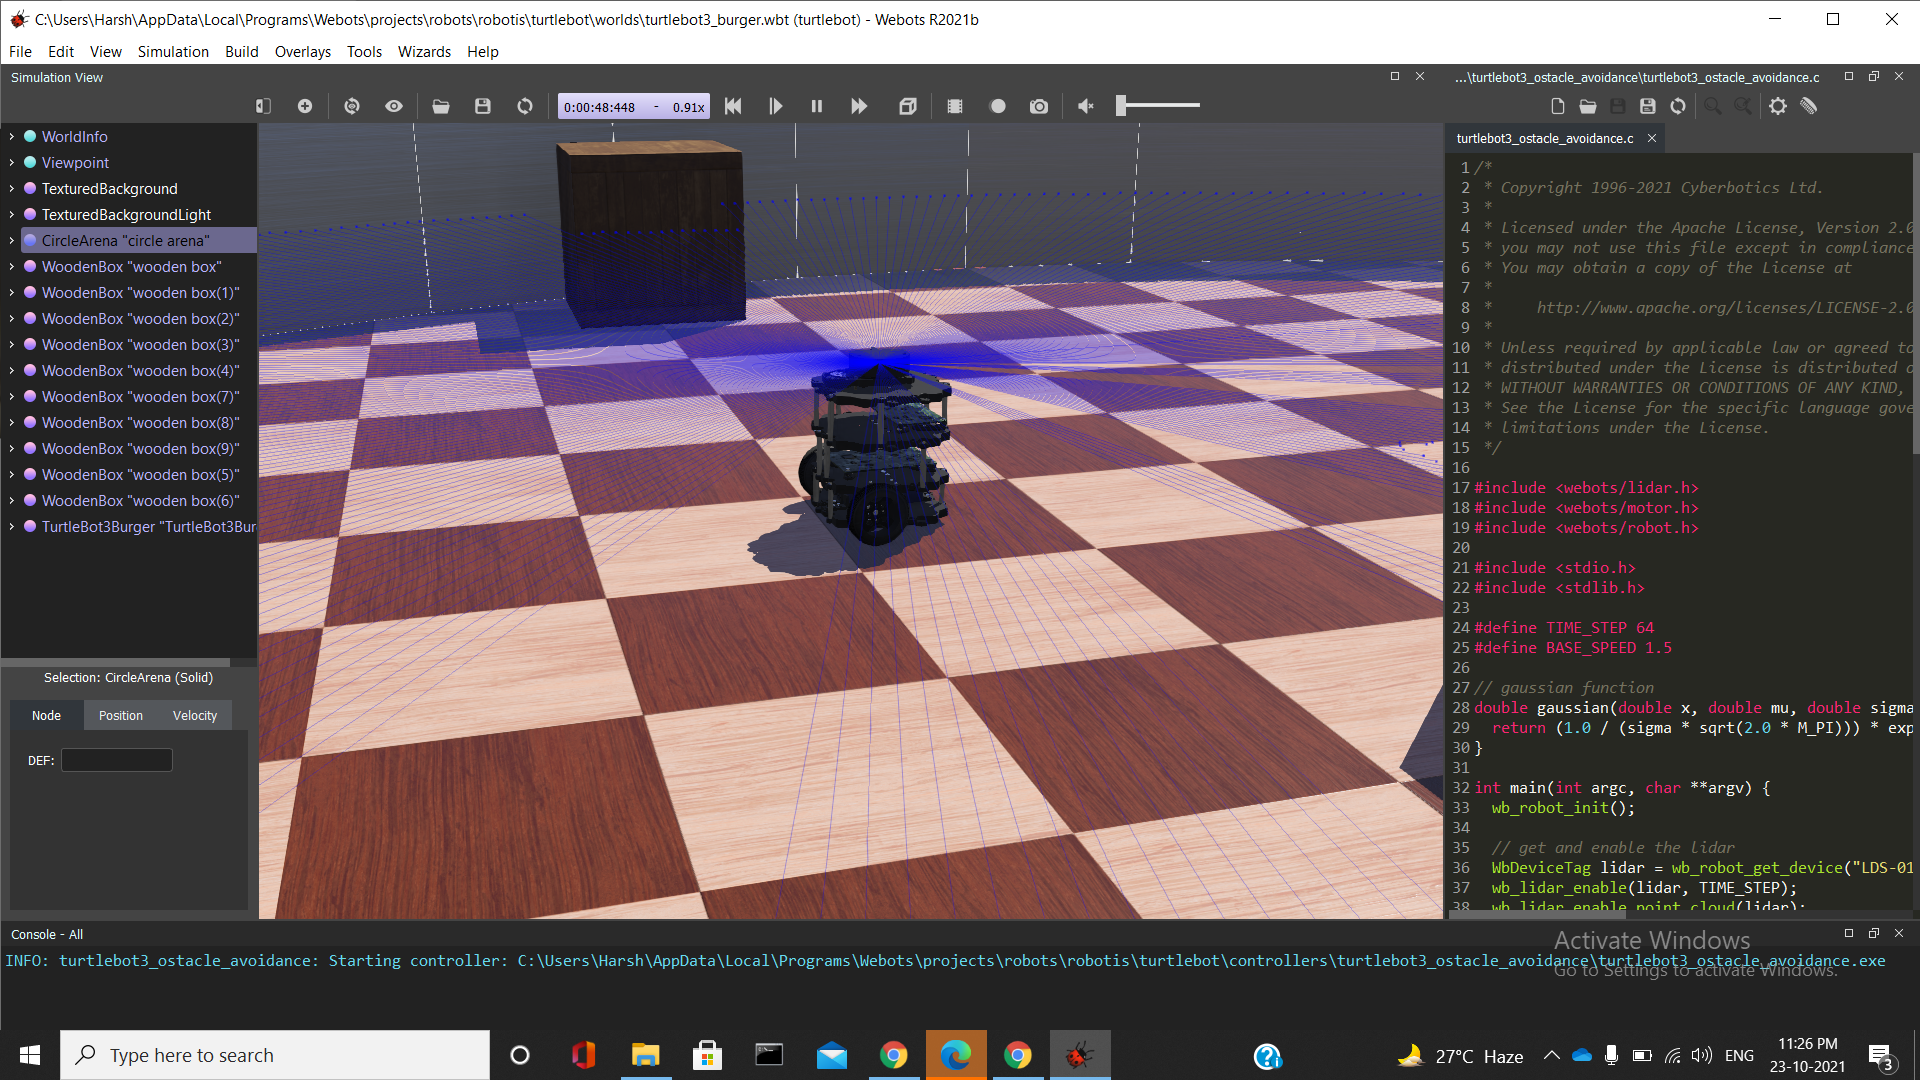 C:\Users\Harsh\AppData\Local\Programs\Webots\projects\robots\robotis\turtlebot\worlds\turtlebot3_burger.wbt (turtlebot) - Webots R2021b
File Edit View Simulation Build Overlays Tools Wizards Help
Simulation View
0:00:48:448 - 0.91x
WorldInfo
Viewpoint
TexturedBackground
TexturedBackgroundLight
CircleArena "circle arena"
WoodenBox "wooden box"
WoodenBox "wooden box(1)"
WoodenBox "wooden box(2)"
WoodenBox "wooden box(3)"
WoodenBox "wooden box(4)"
WoodenBox "wooden box(7)"
WoodenBox "wooden box(8)"
WoodenBox "wooden box(9)"
WoodenBox "wooden box(5)"
WoodenBox "wooden box(6)"
TurtleBot3Burger "TurtleBot3Bur
Selection: CircleArena (Solid)
Node Position Velocity
DEF:
...\turtlebot3_ostacle_avoidance\turtlebot3_ostacle_avoidance.c
turtlebot3_ostacle_avoidance.c
1 /*
2 * Copyright 1996-2021 Cyberbotics Ltd.
3 *
4 * Licensed under the Apache License, Version 2.0
5 * you may not use this file except in compliance
6 * You may obtain a copy of the License at
7 *
8 * http://www.apache.org/licenses/LICENSE-2.0
9 *
10 * Unless required by applicable law or agreed to
11 * distributed under the License is distributed o
12 * WITHOUT WARRANTIES OR CONDITIONS OF ANY KIND,
13 * See the License for the specific language gove
14 * limitations under the License.
15 */
16
17 #include <webots/lidar.h>
18 #include <webots/motor.h>
19 #include <webots/robot.h>
20
21 #include <stdio.h>
22 #include <stdlib.h>
23
24 #define TIME_STEP 64
25 #define BASE_SPEED 1.5
26
27 // gaussian function
28 double gaussian(double x, double mu, double sigma
29 return (1.0 / (sigma * sqrt(2.0 * M_PI))) * exp
30 }
31
32 int main(int argc, char **argv) {
33 wb_robot_init();
34
35 // get and enable the lidar
36 WbDeviceTag lidar = wb_robot_get_device("LDS-01
37 wb_lidar_enable(lidar, TIME_STEP);
38 wb_lidar_enable_point_cloud(lidar);
Console - All
INFO: turtlebot3_ostacle_avoidance: Starting controller: C:\Users\Harsh\AppData\Local\Programs\Webots\projects\robots\robotis\turtlebot\controllers\turtlebot3_ostacle_avoidance\turtlebot3_ostacle_avoidance.exe
Activate Windows
Go to Settings to activate Windows.
Type here to search
27°C Haze
ENG
11:26 PM
23-10-2021
3